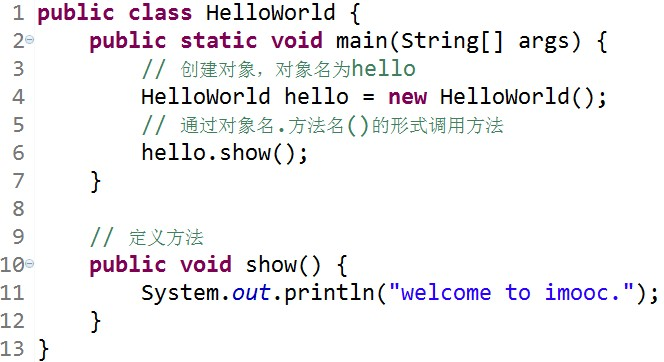 1 public class HelloWorld {
2 public static void main(String[] args) {
3 // 创建对象，对象名为hello
4 HelloWorld hello = new HelloWorld();
5 // 通过对象名.方法名()的形式调用方法
6 hello.show();
7 }
8
9 // 定义方法
10 public void show() {
11 System.out.println("welcome to imooc.");
12 }
13 }